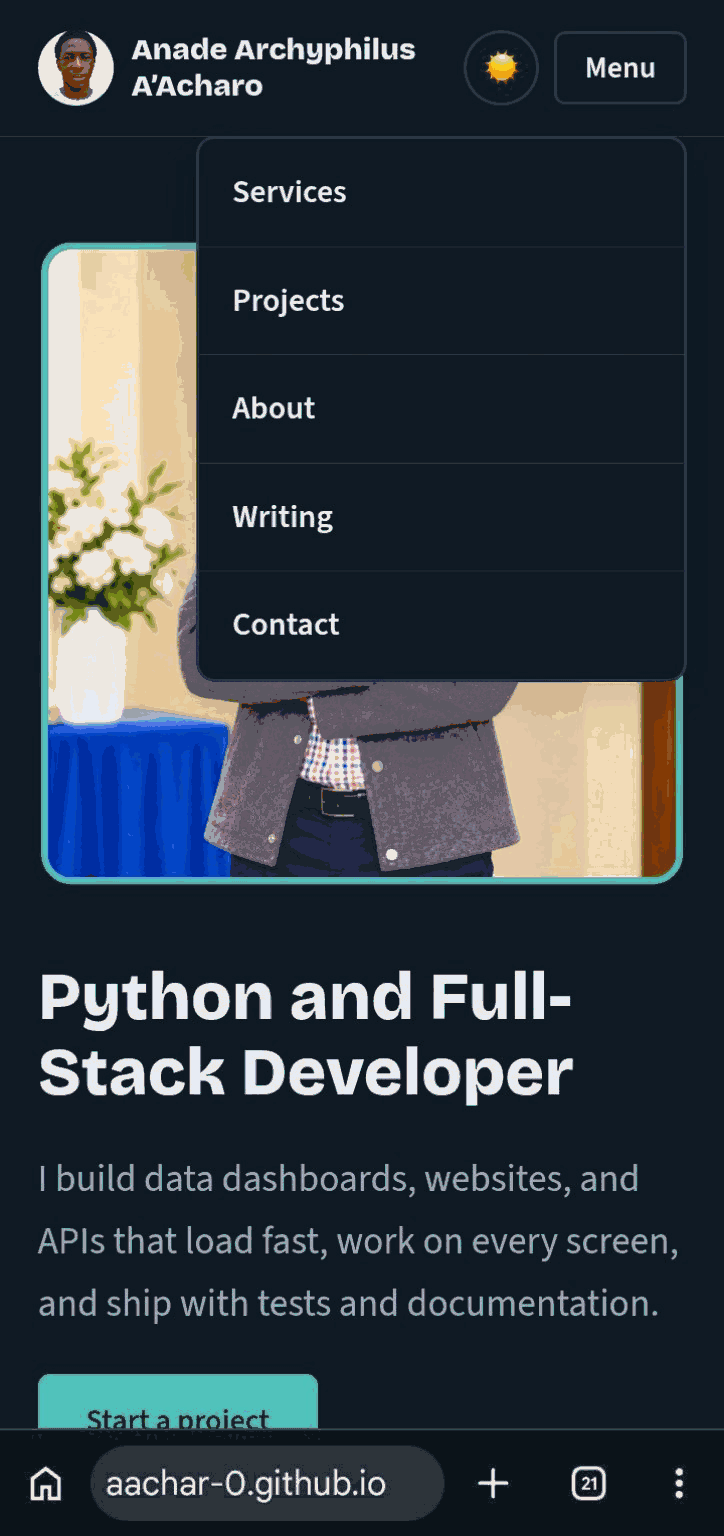 Anade Archyphilus
A’Acharo
Menu
Services
Projects
About
Writing
Contact
Python and Full-
Stack Developer
I build data dashboards, websites, and
APIs that load fast, work on every screen,
and ship with tests and documentation.
Start a project
aachar-0.github.io
21